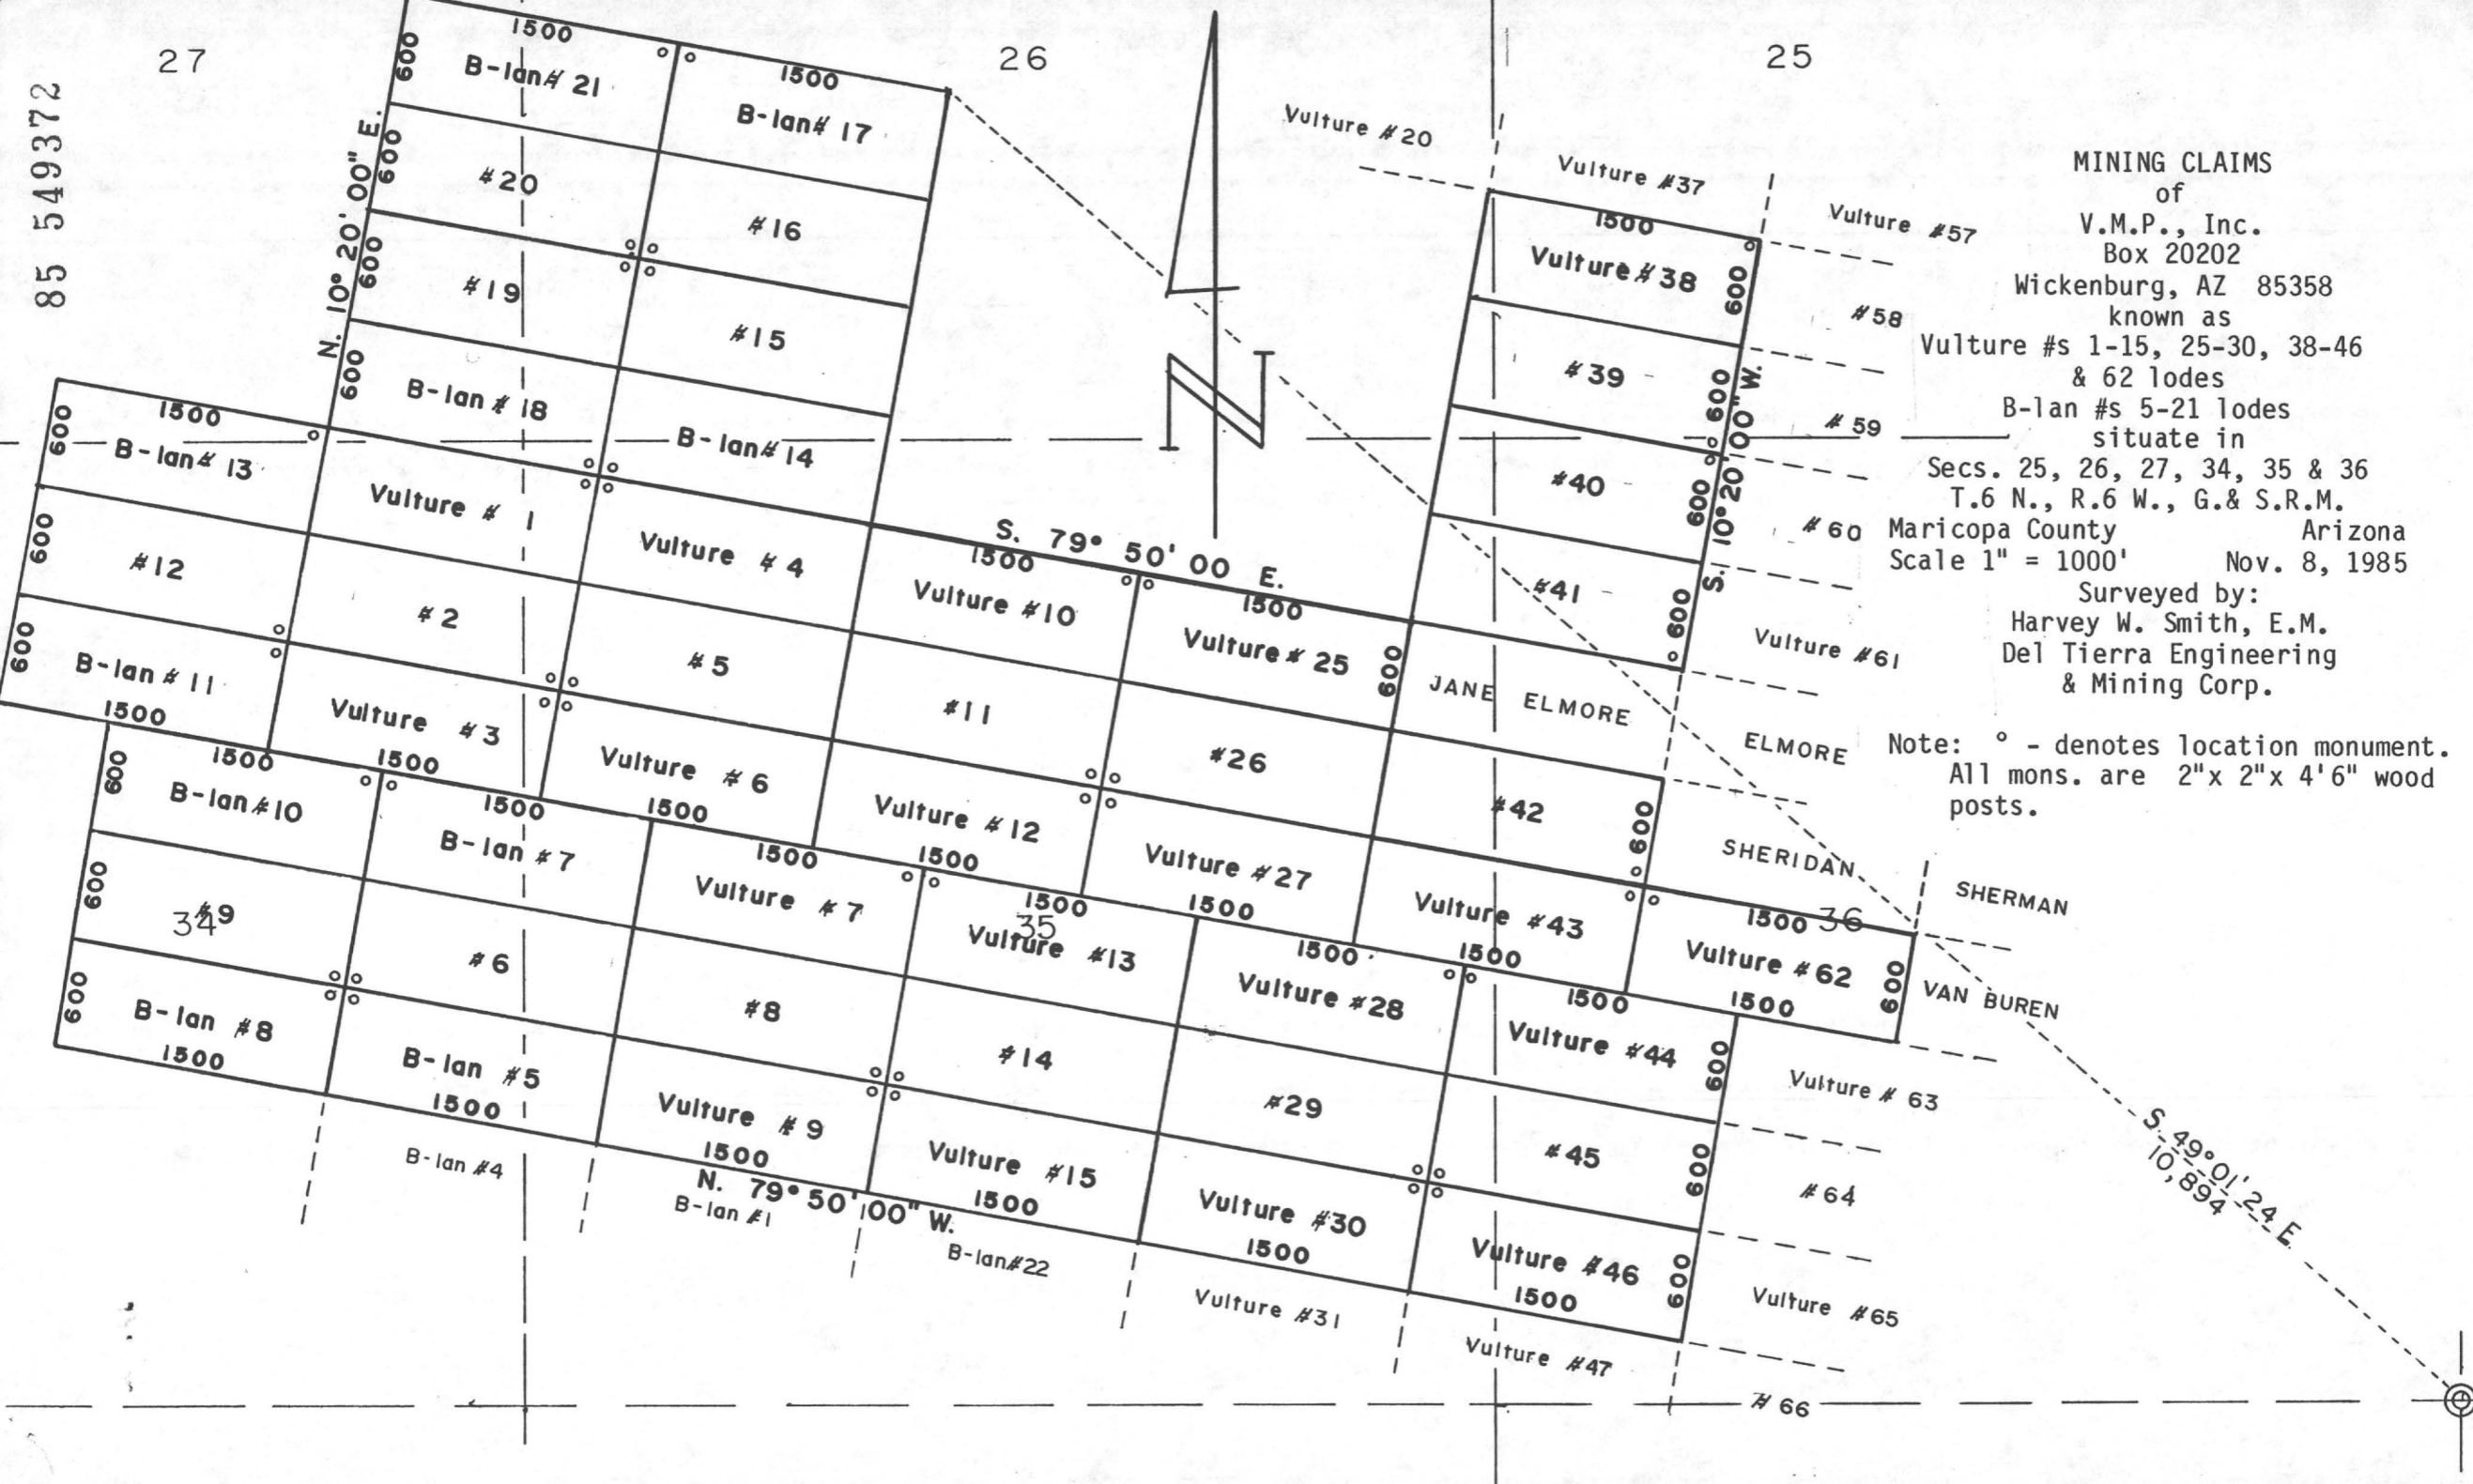 85 549372
27
26
25
1500
600
B-lan# 21
1500
B-lan# 17
600
#20
#16
N. 10° 20' 00" E.
600
#19
#15
600
B-lan # 18
B-lan# 14
Vulture #20
Vulture #37
Vulture #57
1500
Vulture # 38
600
#58
#39
600
# 59
#40
600
S. 10° 20' 00" W.
# 60
#41
600
Vulture #61
N
MINING CLAIMS
of
V.M.P., Inc.
Box 20202
Wickenburg, AZ 85358
known as
Vulture #s 1-15, 25-30, 38-46
& 62 lodes
B-lan #s 5-21 lodes
situate in
Secs. 25, 26, 27, 34, 35 & 36
T.6 N., R.6 W., G.& S.R.M.
Maricopa County Arizona
Scale 1" = 1000' Nov. 8, 1985
Surveyed by:
Harvey W. Smith, E.M.
Del Tierra Engineering
& Mining Corp.
Note: ° - denotes location monument.
All mons. are 2"x 2"x 4'6" wood
posts.
1500
600
B-lan# 13
Vulture # 1
Vulture # 4
S. 79° 50' 00 E.
1500
Vulture #10
1500
Vulture # 25
600
JANE ELMORE
ELMORE
600
#12
#2
#5
#11
#26
#42
600
SHERIDAN
SHERMAN
600
B-lan # 11
1500
Vulture #3
1500
Vulture # 6
1500
Vulture #12
1500
Vulture #27
1500
Vulture #43
1500
1500
36
Vulture # 62
600
1500
VAN BUREN
600
1500
B-lan #10
1500
B-lan #7
1500
Vulture # 7
1500
35
Vulture #13
1500
Vulture #28
1500
Vulture #44
600
Vulture # 63
600
#9
34
#6
#8
#14
#29
#45
600
#64
600
B-lan #8
1500
B-lan #5
1500
Vulture #9
1500
Vulture #15
1500
Vulture #30
1500
Vulture #46
1500
600
Vulture #65
N. 79° 50' 00" W.
B-lan #4
B-lan #1
B-lan#22
Vulture #31
Vulture #47
# 66
S. 49° 01' 24 E.
10,894